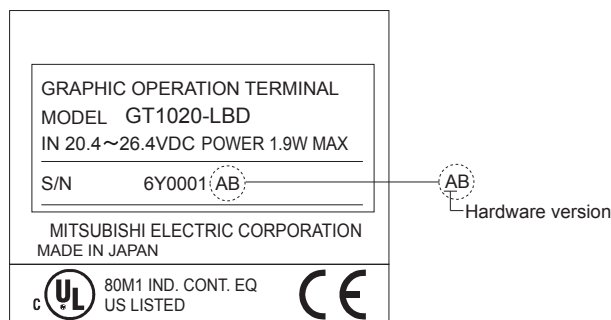 GRAPHIC OPERATION TERMINAL
MODEL GT1020-LBD
IN 20.4～26.4VDC POWER 1.9W MAX
S/N 6Y0001 AB
AB
Hardware version
MITSUBISHI ELECTRIC CORPORATION
MADE IN JAPAN
C UL 80M1 IND. CONT. EQ
US LISTED
CE